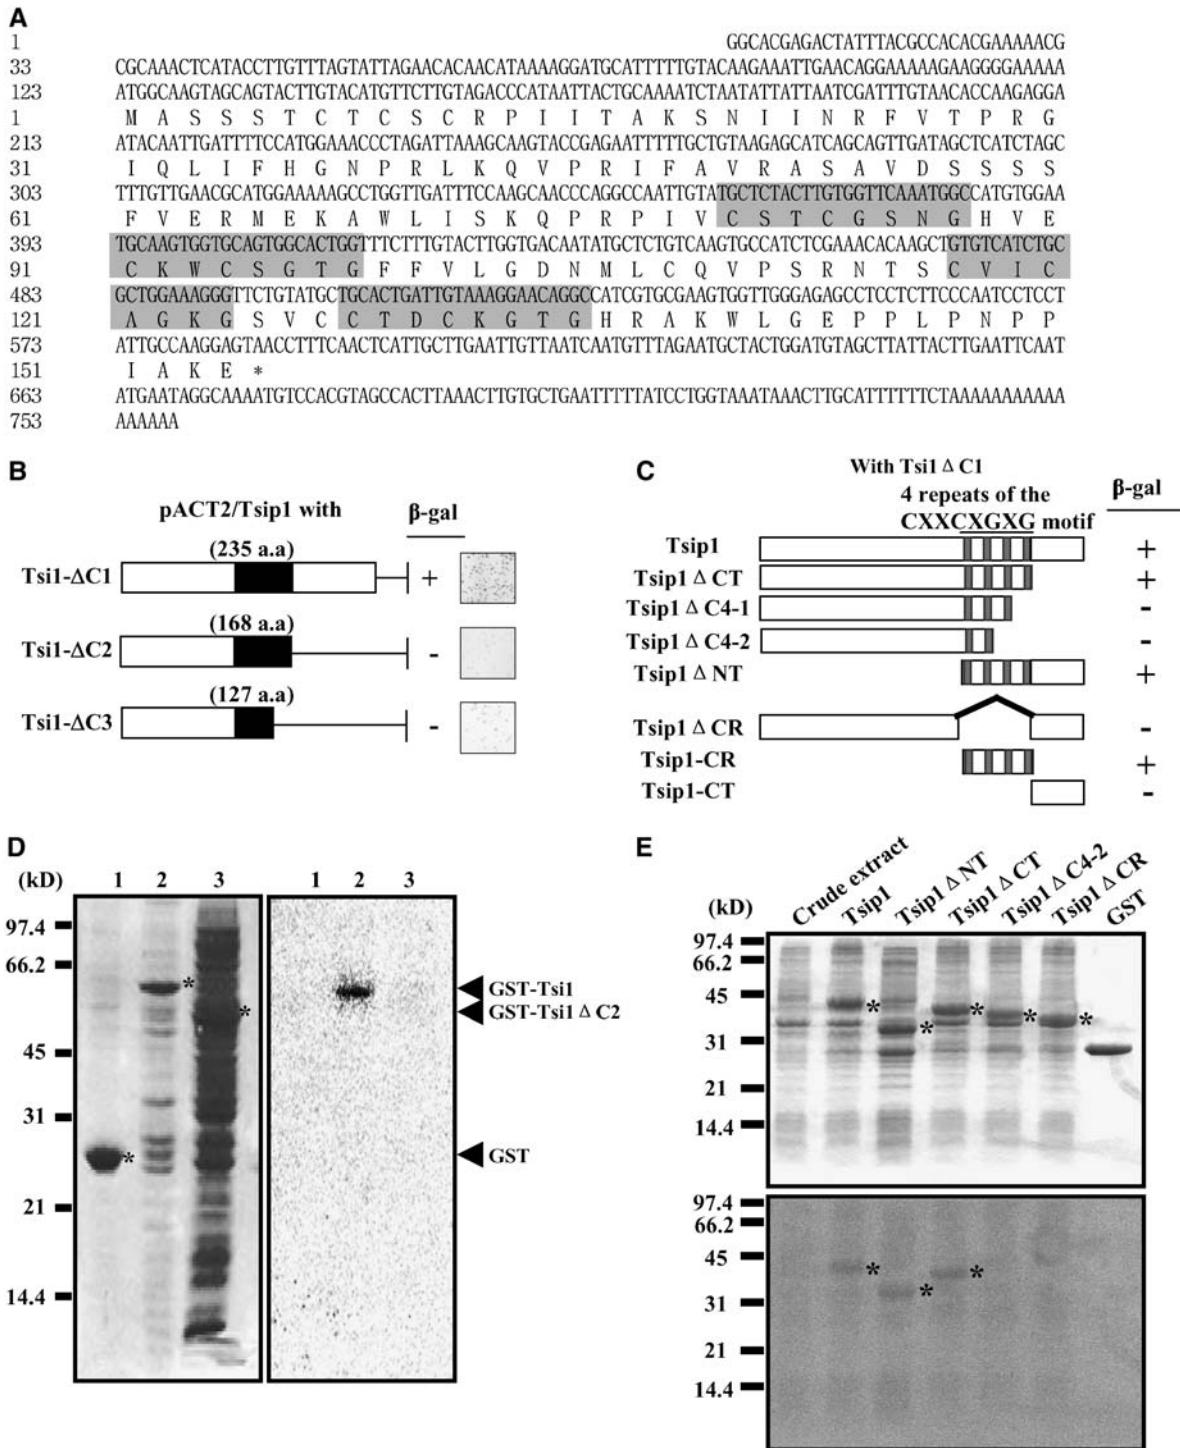 A
1 GGCACGAGACTATTTACGCCACACGAAAAACG
33 CGCAAACTCATACCTTGTTTAGTATTAGAACACAACATAAAAGGATGCATTTTTGTACAAGAAATTGAACAGGAAAAAGAAGGGGAAAAA
123 ATGGCAAGTAGCAGTACTTGTACATGTTCTTGTAGACCCATAATTACTGCAAAATCTAATATTATTAATCGATTTGTAACACCAAGAGGA
1 M A S S S T C T C S C R P I I T A K S N I I N R F V T P R G
213 ATACAATTGATTTTCCATGGAAACCCTAGATTAAAGCAAGTACCGAGAATTTTTGCTGTAAGAGCATCAGCAGTTGATAGCTCATCTAGC
31 I Q L I F H G N P R L K Q V P R I F A V R A S A V D S S S S
303 TTTGTTGAACGCATGGAAAAAGCCTGGTTGATTTCCAAGCAACCCAGGCCAATTGTATGCTCTACTTGTGGTTCAAATGGCCATGTGGAA
61 F V E R M E K A W L I S K Q P R P I V C S T C G S N G H V E
393 TGCAAGTGGTGCAGTGGCACTGGTTTCTTTGTACTTGGTGACAATATGCTCTGTCAAGTGCCATCTCGAAACACAAGCTGTGTCATCTGC
91 C K W C S G T G F F V L G D N M L C Q V P S R N T S C V I C
483 GCTGGAAAGGGTTCTGTATGCTGCACTGATTGTAAAGGAACAGGCCATCGTGCGAAGTGGTTGGGAGAGCCTCCTCTTCCCAATCCTCCT
121 A G K G S V C C T D C K G T G H R A K W L G E P P L P N P P
573 ATTGCCAAGGAGTAACCTTTCAACTCATTGCTTGAATTGTTAATCAATGTTTAGAATGCTACTGGATGTAGCTTATTACTTGAATTCAAT
151 I A K E *
663 ATGAATAGGCAAAATGTCCACGTAGCCACTTAAACTTGTGCTGAATTTTTATCCTGGTAAATAAACTTGCATTTTTTCTAAAAAAAAAAA
753 AAAAAA
B
pACT2/Tsip1 with β-gal
(235 a.a)
Tsi1-ΔC1 +
(168 a.a)
Tsi1-ΔC2 -
(127 a.a)
Tsi1-ΔC3 -
C
With Tsi1 Δ C1
4 repeats of the β-gal
CXXCXGXG motif
Tsip1 +
Tsip1 Δ CT +
Tsip1 Δ C4-1 -
Tsip1 Δ C4-2 -
Tsip1 Δ NT +
Tsip1 Δ CR -
Tsip1-CR +
Tsip1-CT -
D
(kD) 1 2 3 1 2 3
97.4
66.2
* GST-Tsi1
* GST-Tsi1 Δ C2
45
31
* GST
21
14.4
E
(kD) Crude extract Tsip1 Tsip1 Δ NT Tsip1 Δ CT Tsip1 Δ C4-2 Tsip1 Δ CR GST
97.4
66.2
45
* * * * *
31
21
14.4
97.4
66.2
45
* * *
31
21
14.4